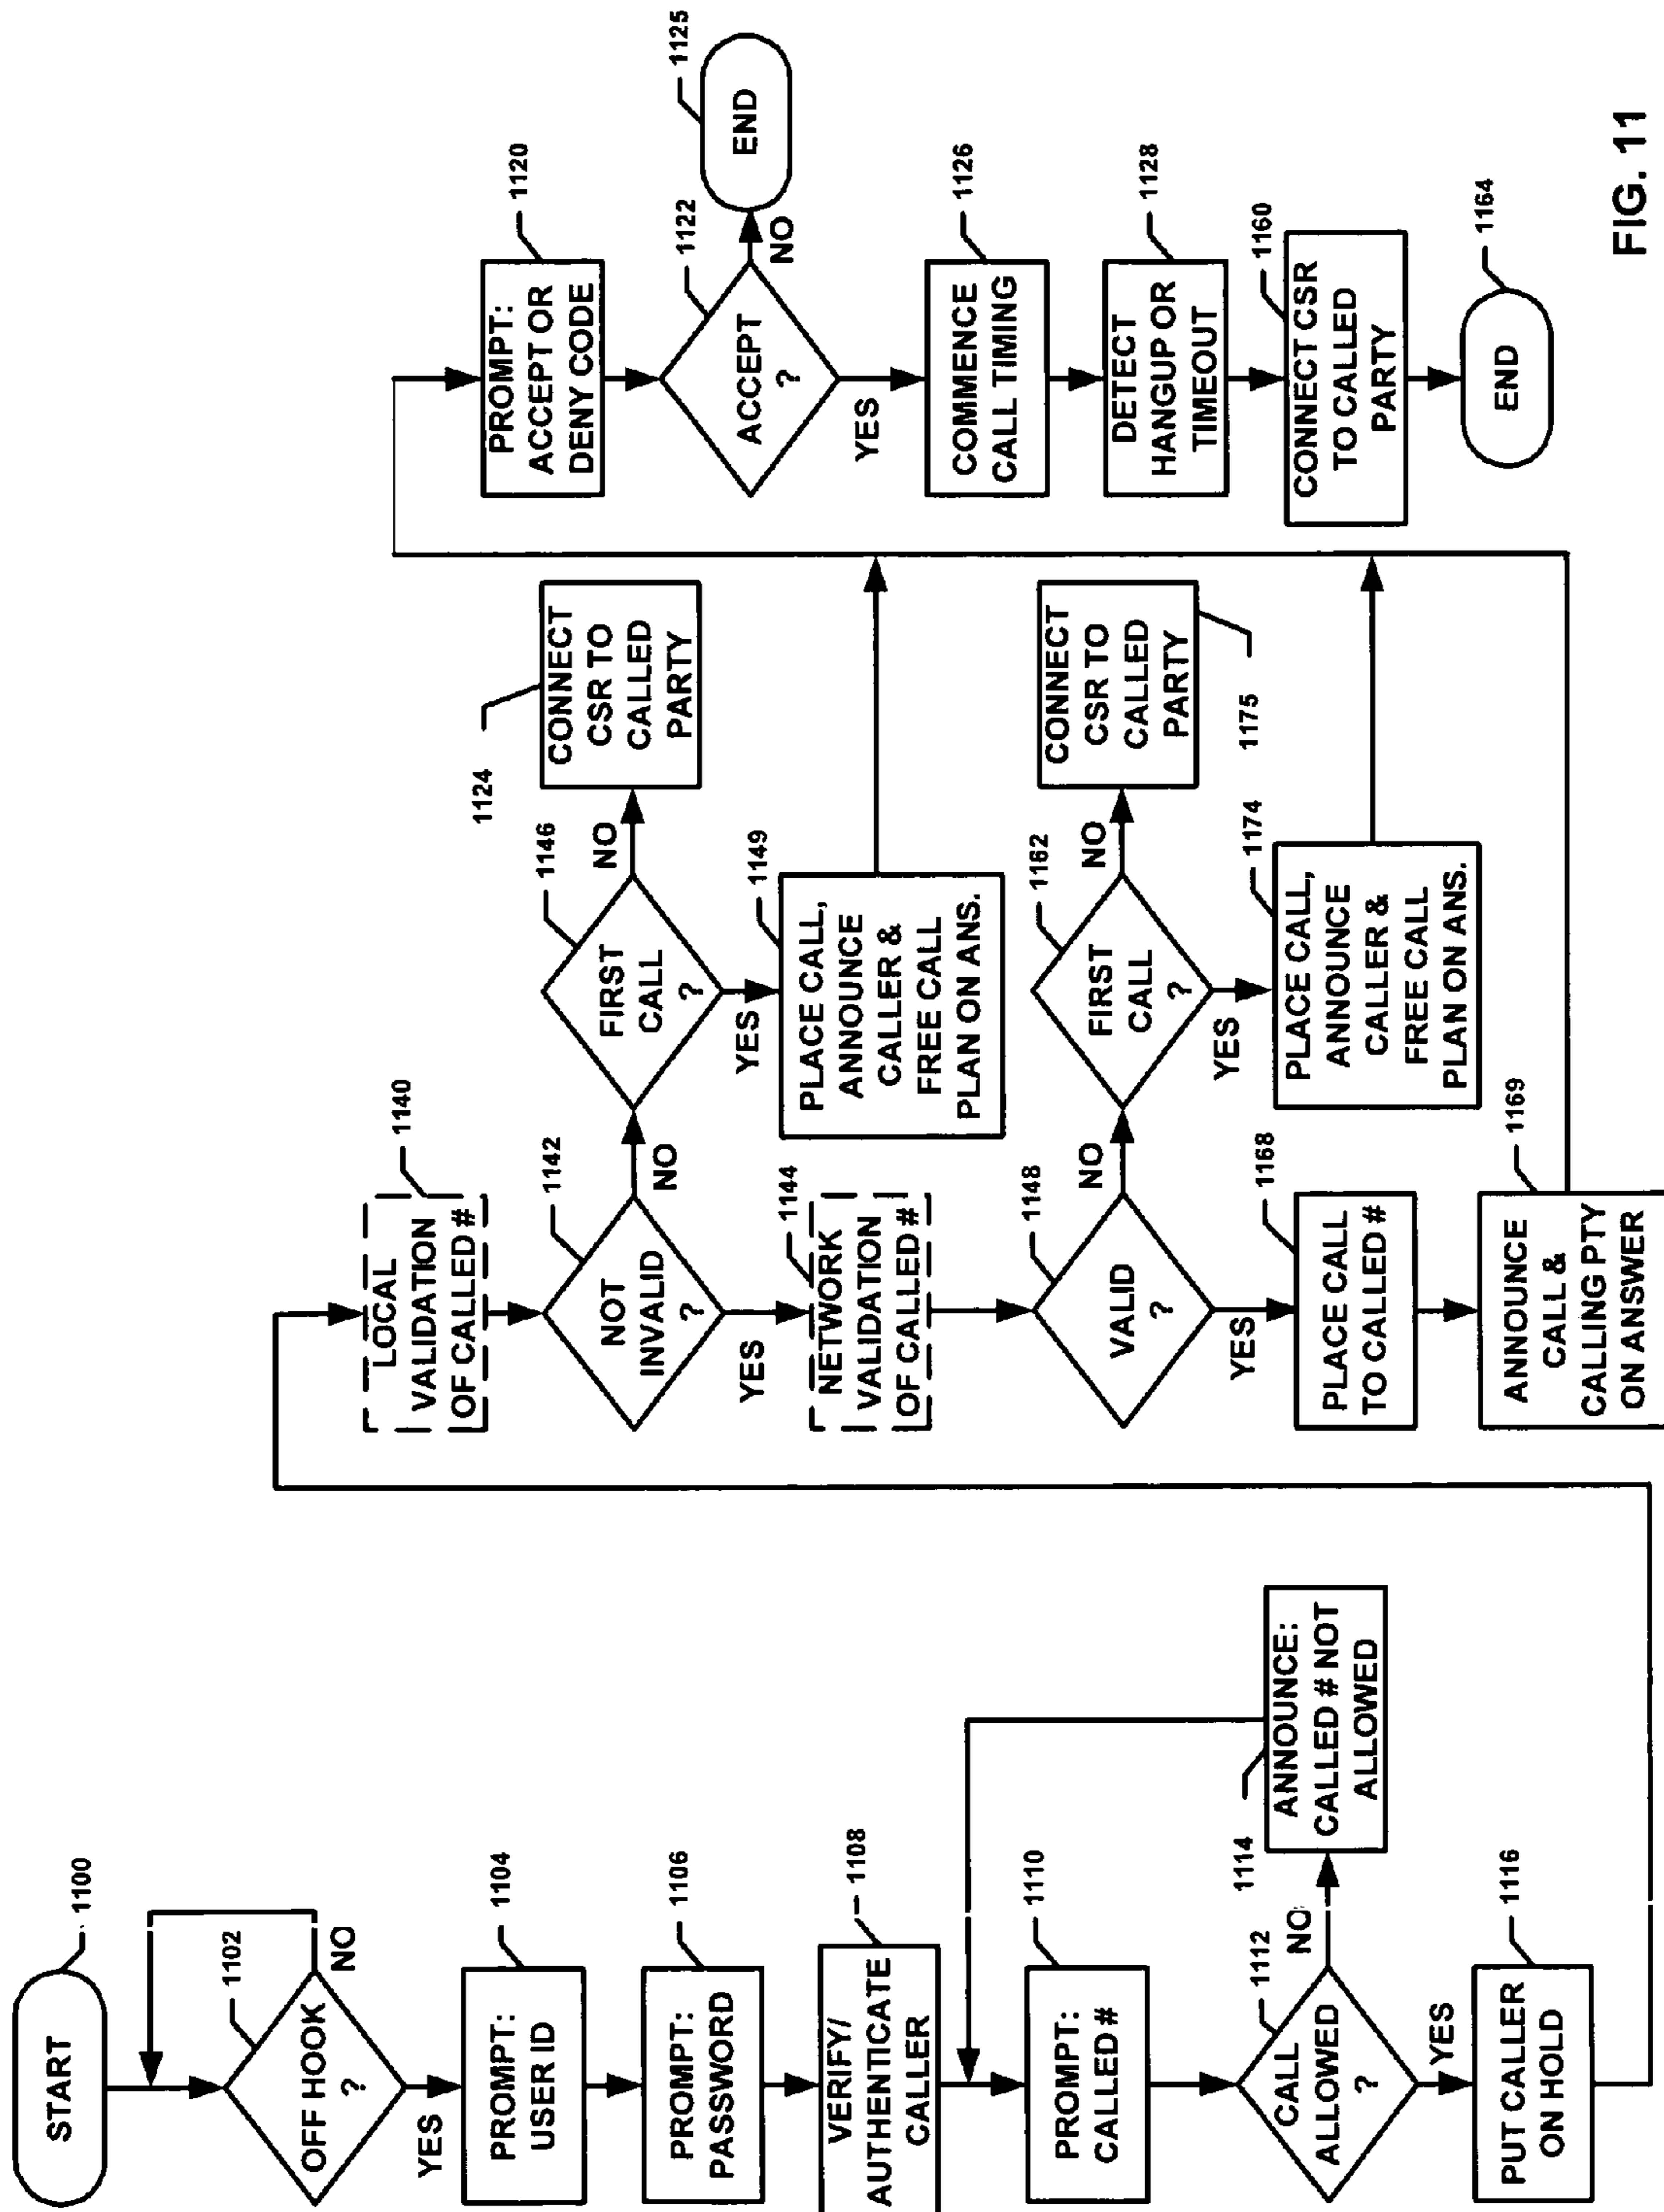 START
1100
OFF HOOK
?
1102
NO
YES
PROMPT:
USER ID
1104
PROMPT:
PASSWORD
1106
VERIFY/
AUTHENTICATE
CALLER
1108
PROMPT:
CALLED #
1110
CALL
ALLOWED
?
1112
NO
1114
ANNOUNCE:
CALLED # NOT
ALLOWED
YES
PUT CALLER
ON HOLD
1116
LOCAL
VALIDATION
OF CALLED #
1140
NOT
INVALID
?
1142
NO
YES
FIRST
CALL
?
1146
NO
1124
CONNECT
CSR TO
CALLED
PARTY
YES
PLACE CALL,
ANNOUNCE
CALLER &
FREE CALL
PLAN ON ANS.
1149
NETWORK
VALIDATION
OF CALLED #
1144
VALID
?
1148
NO
YES
FIRST
CALL
?
1162
NO
CONNECT
CSR TO
CALLED
PARTY
1175
YES
PLACE CALL,
ANNOUNCE
CALLER &
FREE CALL
PLAN ON ANS.
1174
PLACE CALL
TO CALLED #
1168
ANNOUNCE
CALL &
CALLING PTY
ON ANSWER
1169
PROMPT:
ACCEPT OR
DENY CODE
1120
ACCEPT
?
1122
NO
END
1125
YES
COMMENCE
CALL TIMING
1126
DETECT
HANGUP OR
TIMEOUT
1128
CONNECT CSR
TO CALLED
PARTY
1160
END
1164
FIG. 11